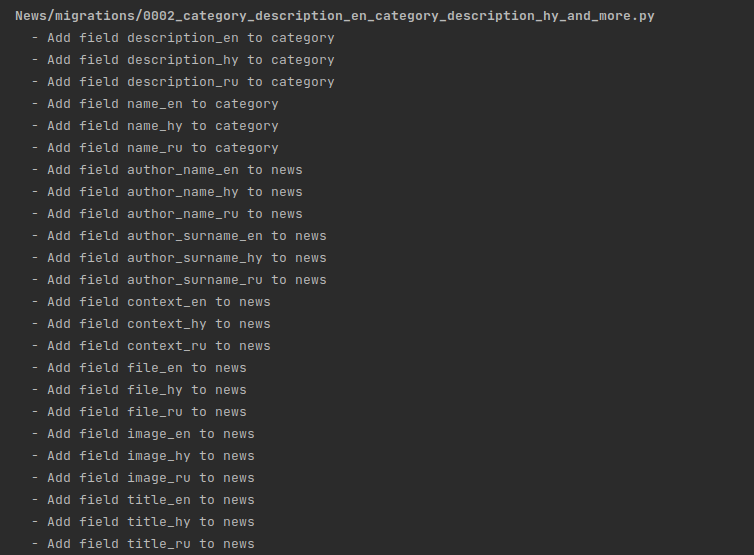 News/migrations/0002_category_description_en_category_description_hy_and_more.py
- Add field description_en to category
- Add field description_hy to category
- Add field description_ru to category
- Add field name_en to category
- Add field name_hy to category
- Add field name_ru to category
- Add field author_name_en to news
- Add field author_name_hy to news
- Add field author_name_ru to news
- Add field author_surname_en to news
- Add field author_surname_hy to news
- Add field author_surname_ru to news
- Add field context_en to news
- Add field context_hy to news
- Add field context_ru to news
- Add field file_en to news
- Add field file_hy to news
- Add field file_ru to news
- Add field image_en to news
- Add field image_hy to news
- Add field image_ru to news
- Add field title_en to news
- Add field title_hy to news
- Add field title_ru to news